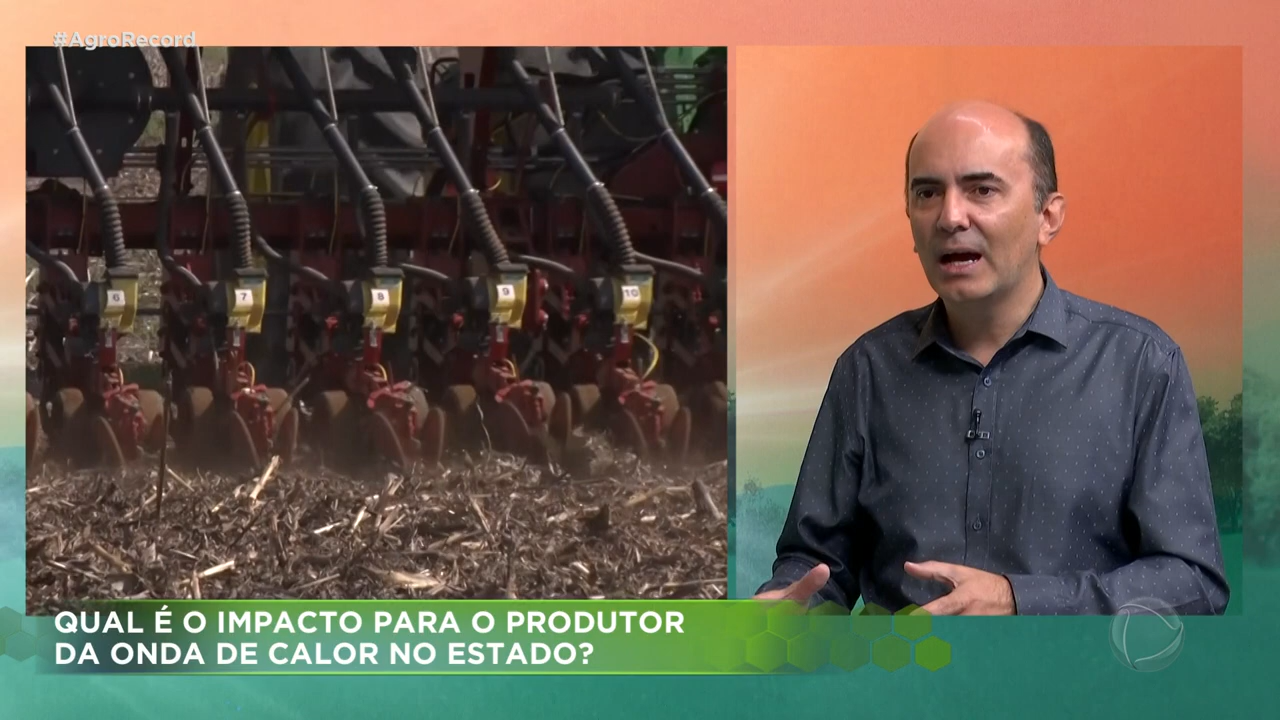 #AgroRecord
6
7
8
9
10
QUAL É O IMPACTO PARA O PRODUTOR
DA ONDA DE CALOR NO ESTADO?